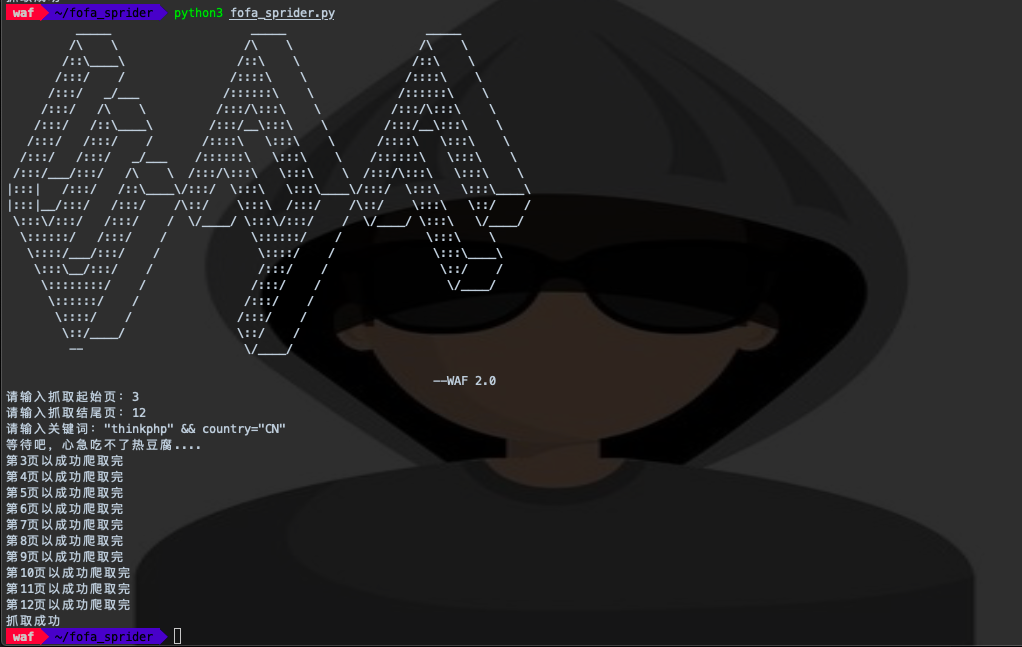 抓取成功
waf ~/fofa_sprider python3 fofa_sprider.py
--WAF 2.0
请输入抓取起始页: 3
请输入抓取结尾页: 12
请输入关键词: "thinkphp" && country="CN"
等待吧, 心急吃不了热豆腐....
第3页以成功爬取完
第4页以成功爬取完
第5页以成功爬取完
第6页以成功爬取完
第7页以成功爬取完
第8页以成功爬取完
第9页以成功爬取完
第10页以成功爬取完
第11页以成功爬取完
第12页以成功爬取完
抓取成功
waf ~/fofa_sprider